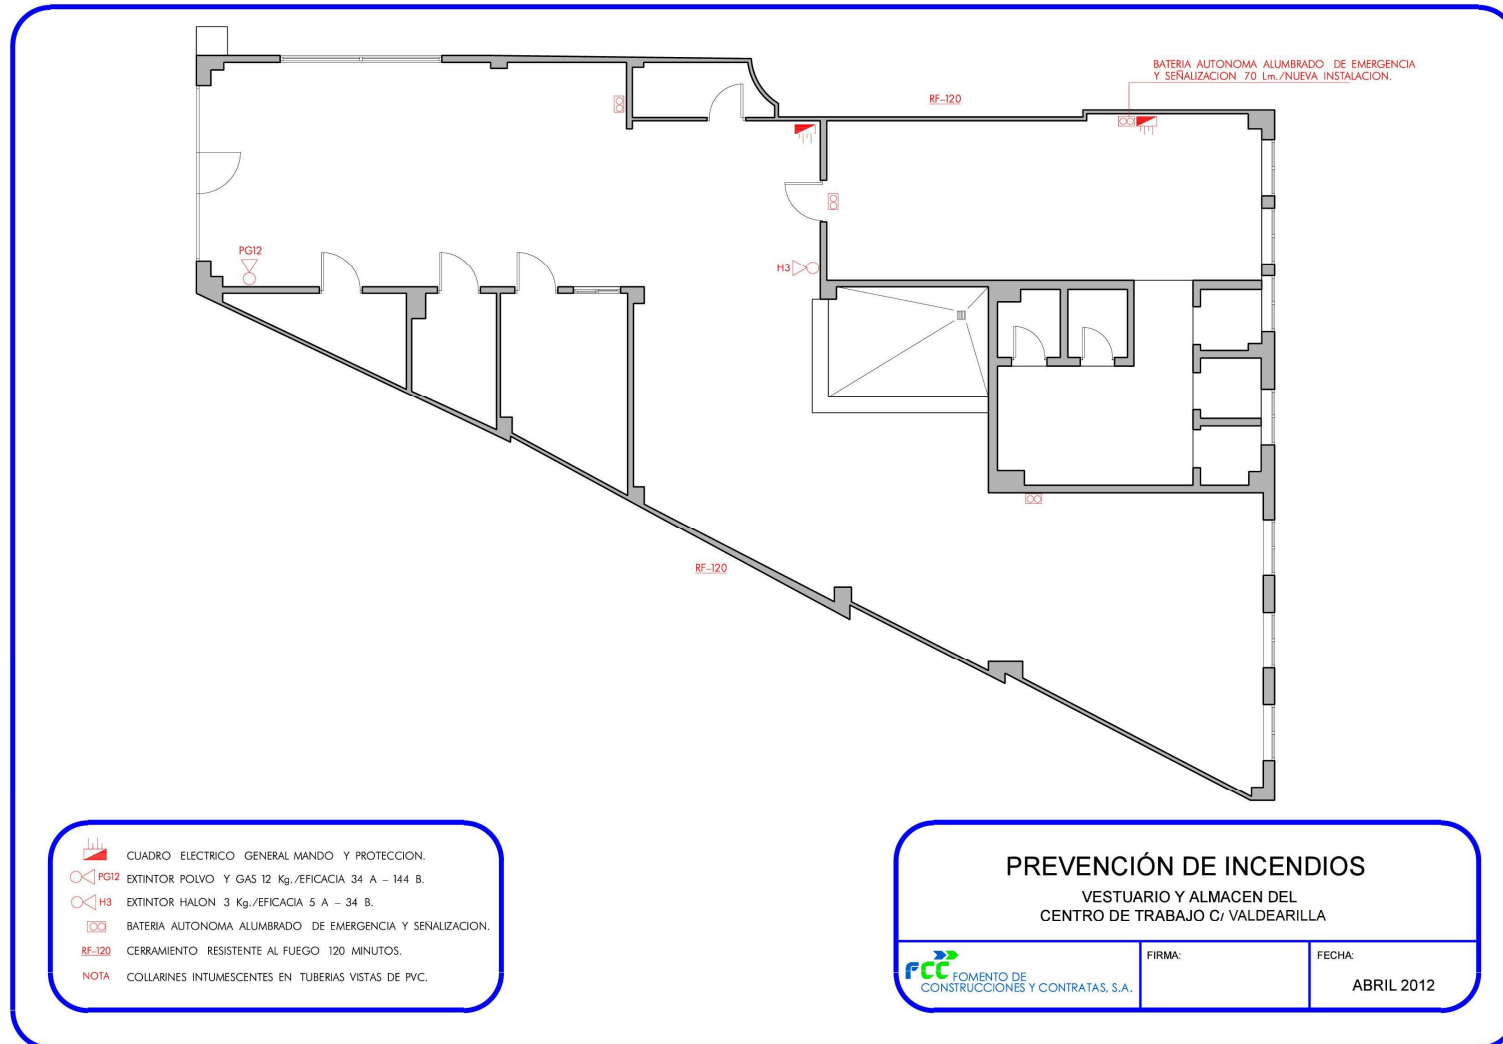 BATERIA AUTONOMA ALUMBRADO DE EMERGENCIA
Y SEÑALIZACION 70 Lm./NUEVA INSTALACION.
RF-120
PG12
H3
RF-120
CUADRO ELECTRICO GENERAL MANDO Y PROTECCION.
PG12 EXTINTOR POLVO Y GAS 12 Kg./EFICACIA 34 A - 144 B.
H3 EXTINTOR HALON 3 Kg./EFICACIA 5 A - 34 B.
BATERIA AUTONOMA ALUMBRADO DE EMERGENCIA Y SEÑALIZACION.
RF-120 CERRAMIENTO RESISTENTE AL FUEGO 120 MINUTOS.
NOTA COLLARINES INTUMESCENTES EN TUBERIAS VISTAS DE PVC.
PREVENCIÓN DE INCENDIOS
VESTUARIO Y ALMACEN DEL
CENTRO DE TRABAJO C/ VALDEARILLA
FCC FOMENTO DE
CONSTRUCCIONES Y CONTRATAS, S.A.
FIRMA:
FECHA:
ABRIL 2012